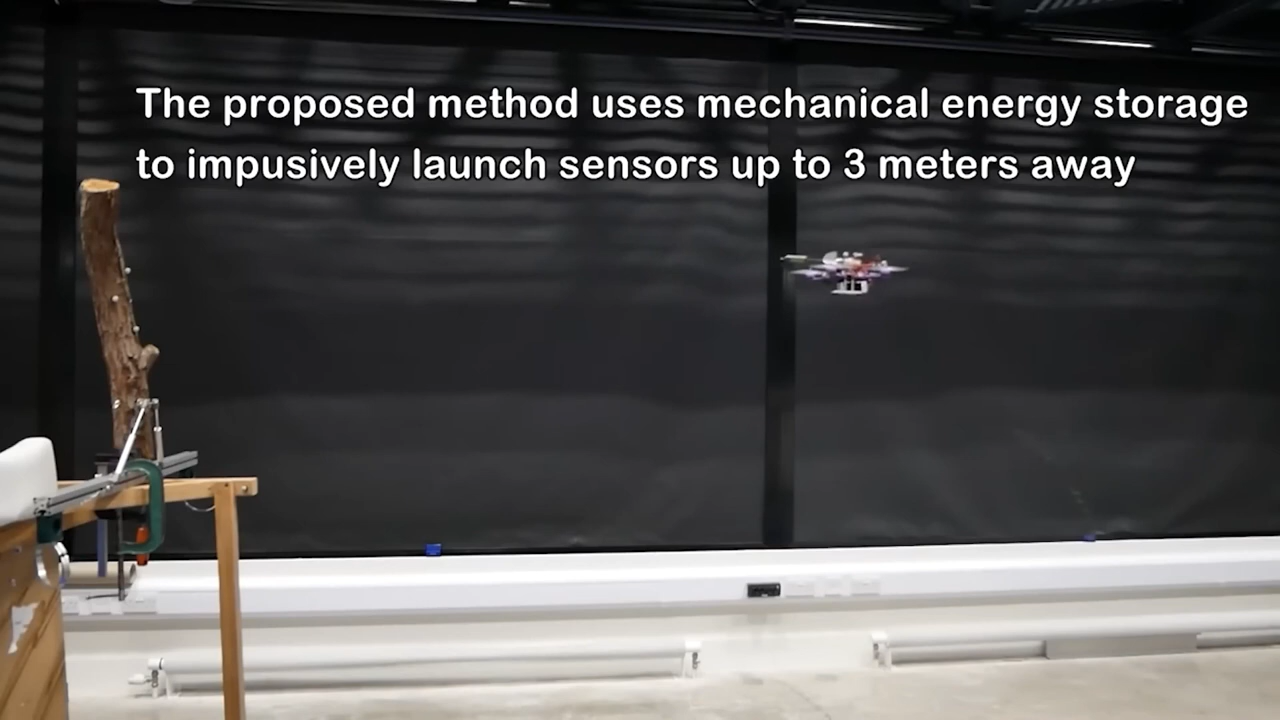 The proposed method uses mechanical energy storage
to impusively launch sensors up to 3 meters away